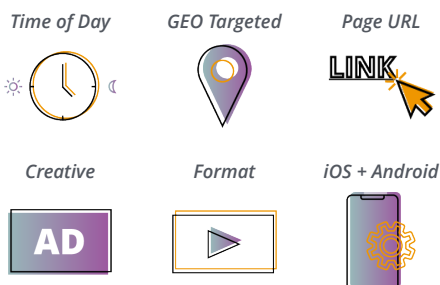 Time of Day
GEO Targeted
Page URL
LINK
Creative
Format
iOS + Android
AD